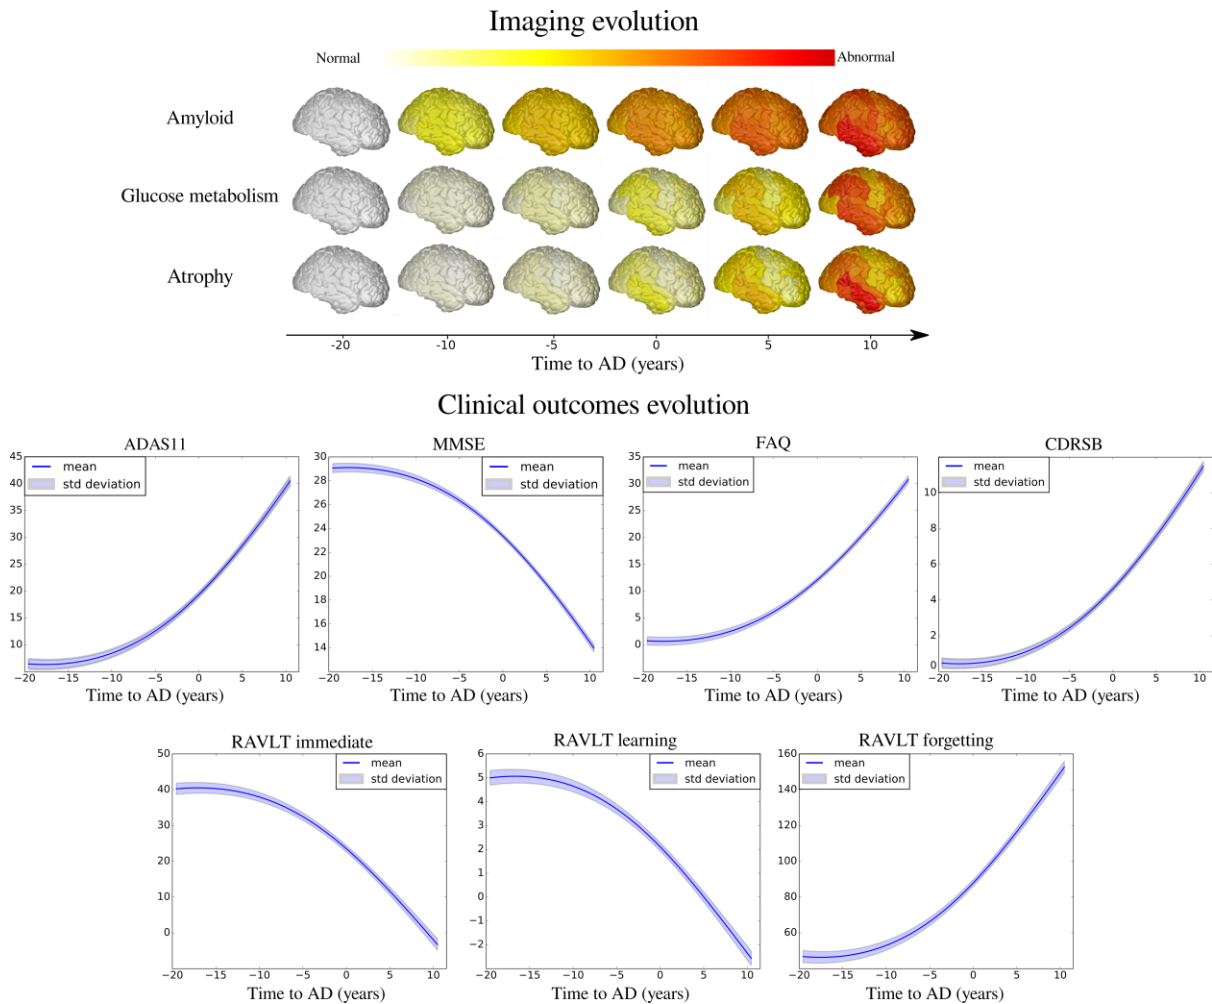 Imaging evolution
Normal
Abnormal
Amyloid
Glucose metabolism
Atrophy
-20 -10 -5 0 5 10
Time to AD (years)
Clinical outcomes evolution
ADAS11
mean
std deviation
45
40
35
30
25
20
15
10
−20 −15 −10 −5 0 5 10
Time to AD (years)
MMSE
mean
std deviation
30
28
26
24
22
20
18
16
14
−20 −15 −10 −5 0 5 10
Time to AD (years)
FAQ
mean
std deviation
35
30
25
20
15
10
5
0
−20 −15 −10 −5 0 5 10
Time to AD (years)
CDRSB
mean
std deviation
10
8
6
4
2
0
−20 −15 −10 −5 0 5 10
Time to AD (years)
RAVLT immediate
mean
std deviation
50
40
30
20
10
0
−20 −15 −10 −5 0 5 10
Time to AD (years)
RAVLT learning
mean
std deviation
6
5
4
3
2
1
0
−1
−2
−20 −15 −10 −5 0 5 10
Time to AD (years)
RAVLT forgetting
mean
std deviation
160
140
120
100
80
60
−20 −15 −10 −5 0 5 10
Time to AD (years)